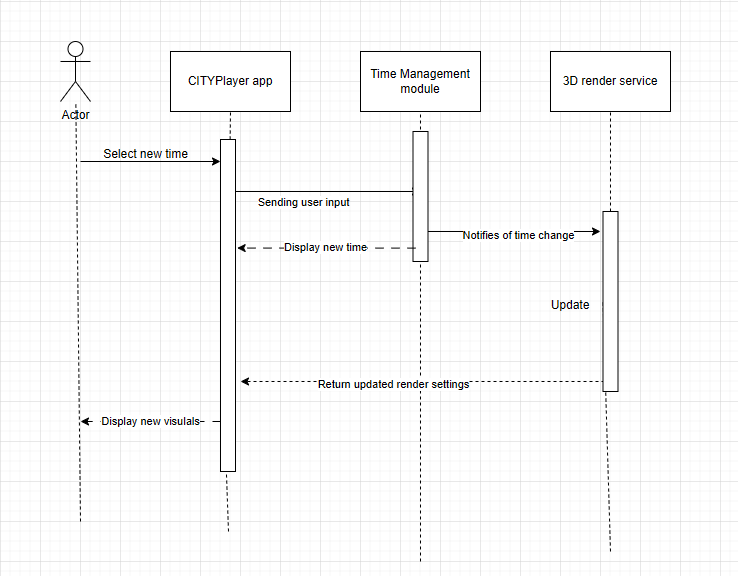 CITYPlayer app
Time Management
module
3D render service
Actor
Select new time
Sending user input
Notifies of time change
Display new time
Update
Return updated render settings
Display new visulals